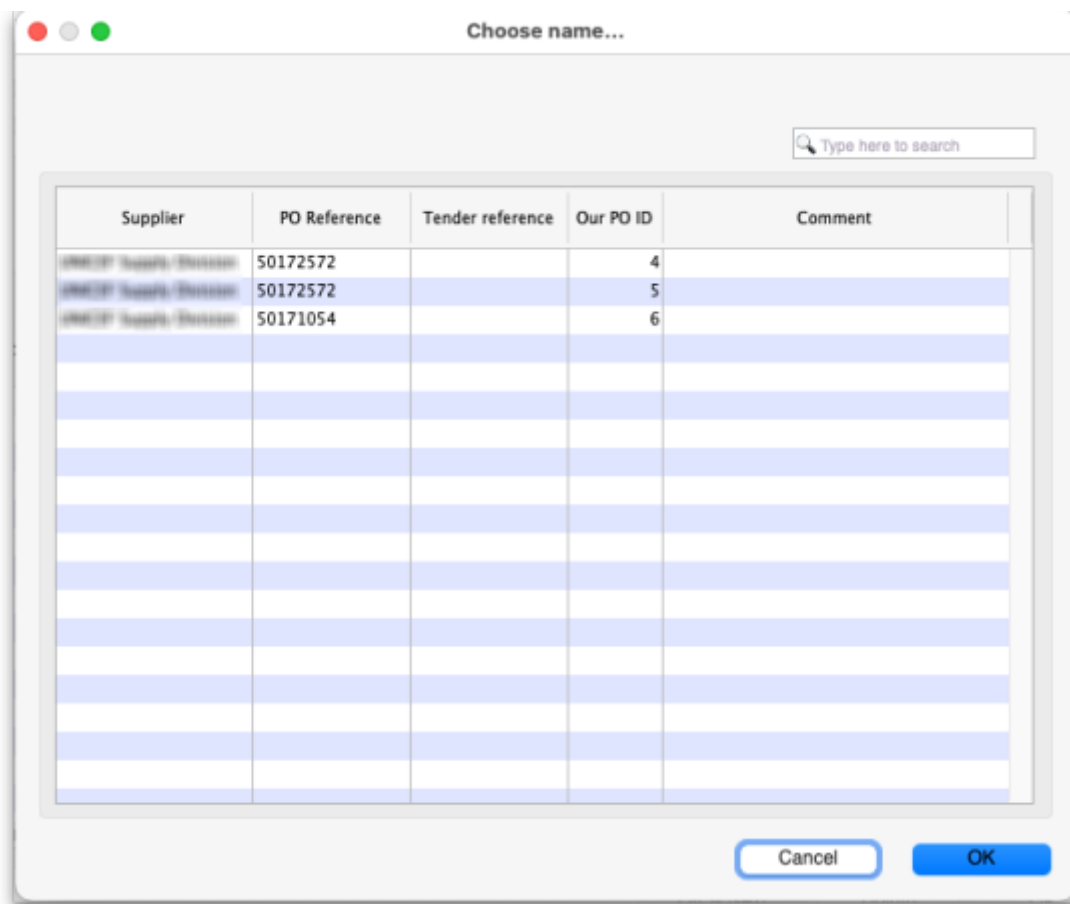 Choose name...
Type here to search
Supplier PO Reference Tender reference Our PO ID Comment
50172572 4
50172572 5
50171054 6
Cancel OK